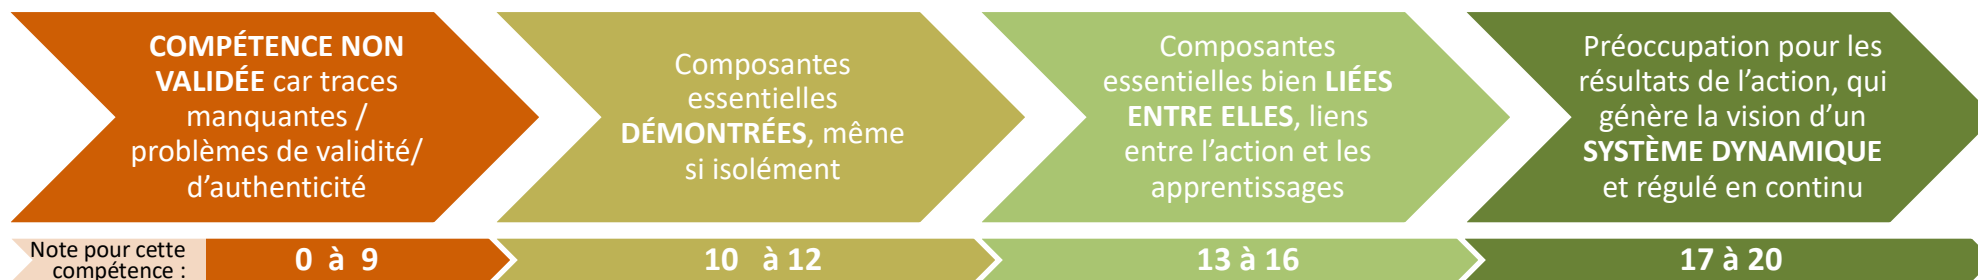 COMPÉTENCE NON
VALIDÉE car traces
manquantes /
problèmes de validité/
d’authenticité
Composantes
essentielles
DÉMONTRÉES, même
si isolément
Composantes
essentielles bien LIÉES
ENTRE ELLES, liens
entre l’action et les
apprentissages
Préoccupation pour les
résultats de l’action, qui
génère la vision d’un
SYSTÈME DYNAMIQUE
et régulé en continu
Note pour cette
compétence :
0 à 9
10 à 12
13 à 16
17 à 20